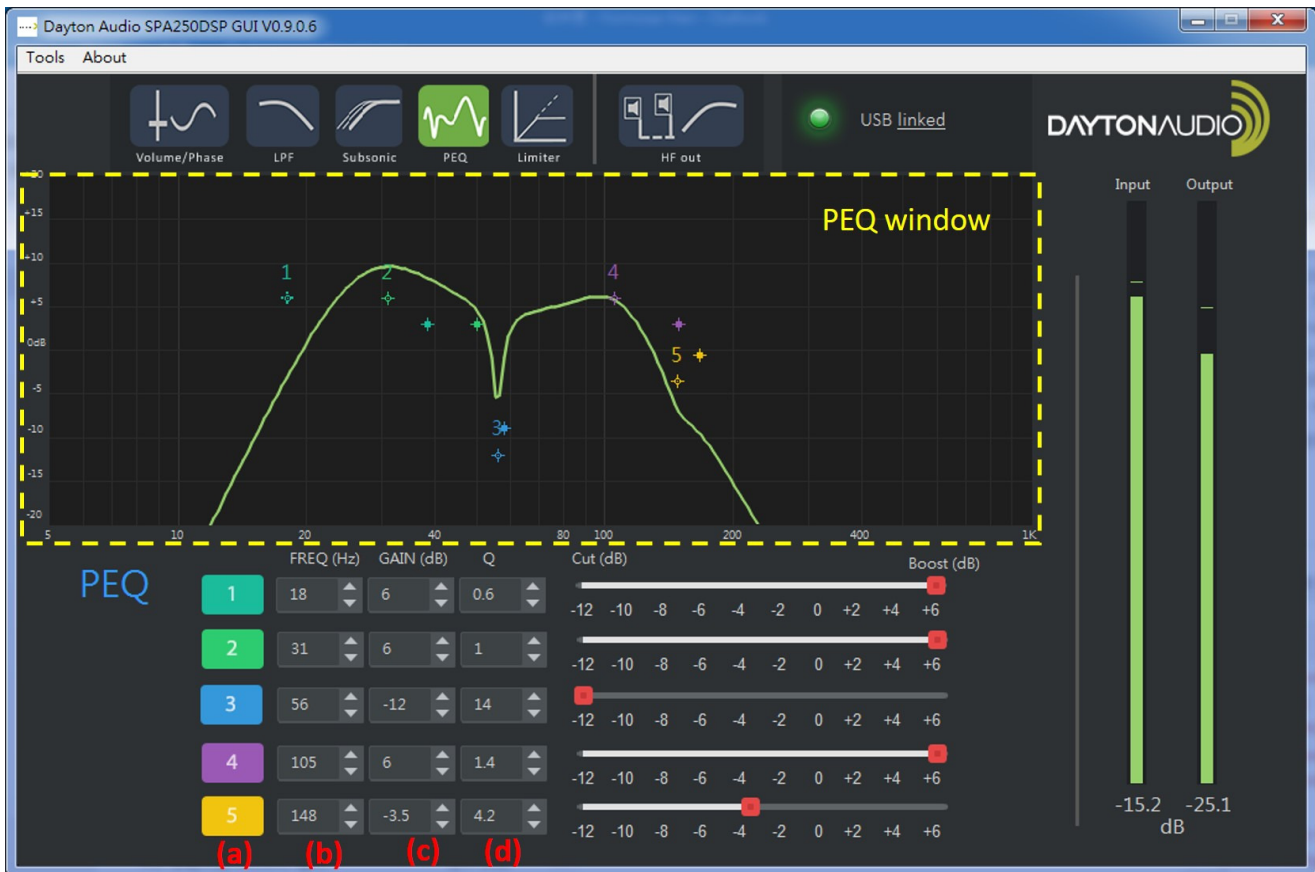 Dayton Audio SPA250DSP GUI V0.9.0.6
Tools About
Volume/Phase LPF Subsonic PEQ Limiter HF out
USB linked
DAYTONAUDIO
PEQ window
Input Output
+15
+10
+5
0dB
-5
-10
-15
-20
1 2 3 4 5
5 10 20 40 80 100 200 400 1K
PEQ
FREQ (Hz) GAIN (dB) Q Cut (dB) Boost (dB)
1 18 6 0.6
-12 -10 -8 -6 -4 -2 0 +2 +4 +6
2 31 6 1
-12 -10 -8 -6 -4 -2 0 +2 +4 +6
3 56 -12 14
-12 -10 -8 -6 -4 -2 0 +2 +4 +6
4 105 6 1.4
-12 -10 -8 -6 -4 -2 0 +2 +4 +6
5 148 -3.5 4.2
-12 -10 -8 -6 -4 -2 0 +2 +4 +6
(a) (b) (c) (d)
-15.2 -25.1
dB